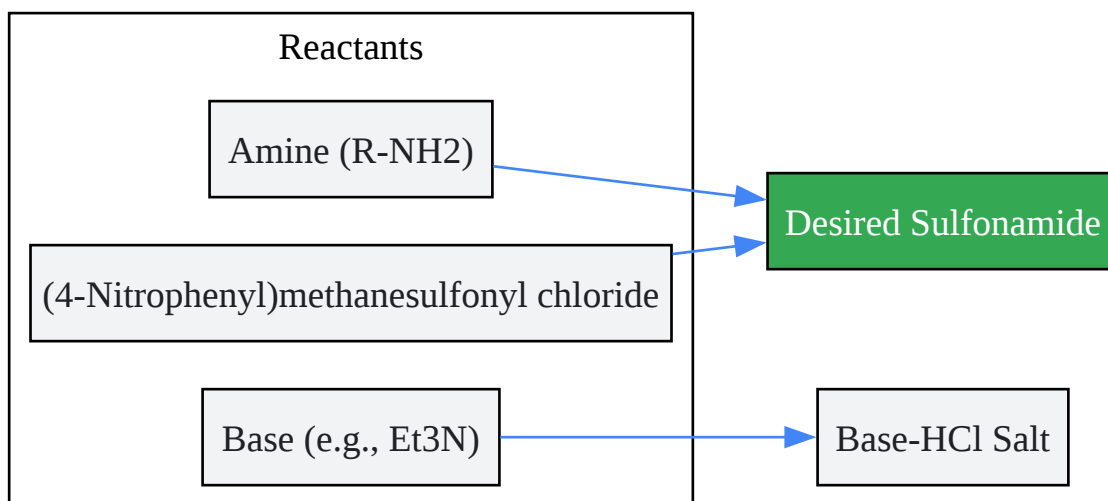 Reactants
Amine (R-NH2)
(4-Nitrophenyl)methanesulfonyl chloride
Base (e.g., Et3N)
Desired Sulfonamide
Base-HCl Salt